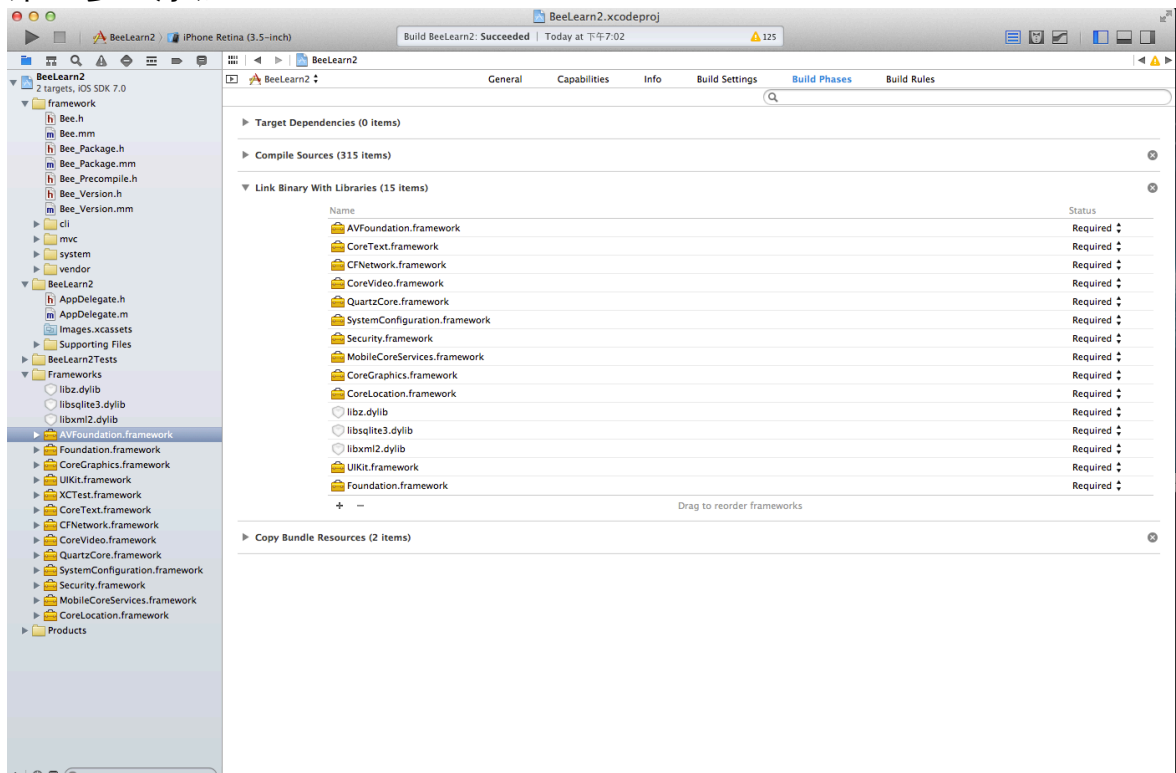 BeeLearn2.xcodeproj
BeeLearn2 iPhone Retina (3.5-inch)
Build BeeLearn2: Succeeded | Today at 下午7:02
125
BeeLearn2
BeeLearn2
2 targets, iOS SDK 7.0
framework
Bee.h
Bee.mm
Bee_Package.h
Bee_Package.mm
Bee_Precompile.h
Bee_Version.h
Bee_Version.mm
cli
mvc
system
vendor
BeeLearn2
AppDelegate.h
AppDelegate.m
Images.xcassets
Supporting Files
BeeLearn2Tests
Frameworks
libz.dylib
libsqlite3.dylib
libxml2.dylib
AVFoundation.framework
Foundation.framework
CoreGraphics.framework
UIKit.framework
XCTest.framework
CoreText.framework
CFNetwork.framework
CoreVideo.framework
QuartzCore.framework
SystemConfiguration.framework
Security.framework
MobileCoreServices.framework
CoreLocation.framework
Products
BeeLearn2 General Capabilities Info Build Settings Build Phases Build Rules
Target Dependencies (0 items)
Compile Sources (315 items)
Link Binary With Libraries (15 items)
Name Status
AVFoundation.framework Required
CoreText.framework Required
CFNetwork.framework Required
CoreVideo.framework Required
QuartzCore.framework Required
SystemConfiguration.framework Required
Security.framework Required
MobileCoreServices.framework Required
CoreGraphics.framework Required
CoreLocation.framework Required
libz.dylib Required
libsqlite3.dylib Required
libxml2.dylib Required
UIKit.framework Required
Foundation.framework Required
+ − Drag to reorder frameworks
Copy Bundle Resources (2 items)